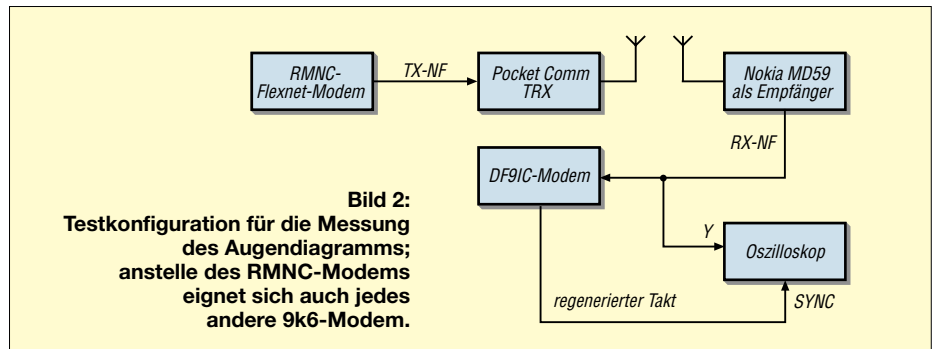 RMNC-
Flexnet-Modem
TX-NF
Pocket Comm
TRX
Nokia MD59
als Empfänger
RX-NF
DF9IC-Modem
Y
Oszilloskop
regenerierter Takt
SYNC
Bild 2:
Testkonfiguration für die Messung
des Augendiagramms;
anstelle des RMNC-Modems
eignet sich auch jedes
andere 9k6-Modem.